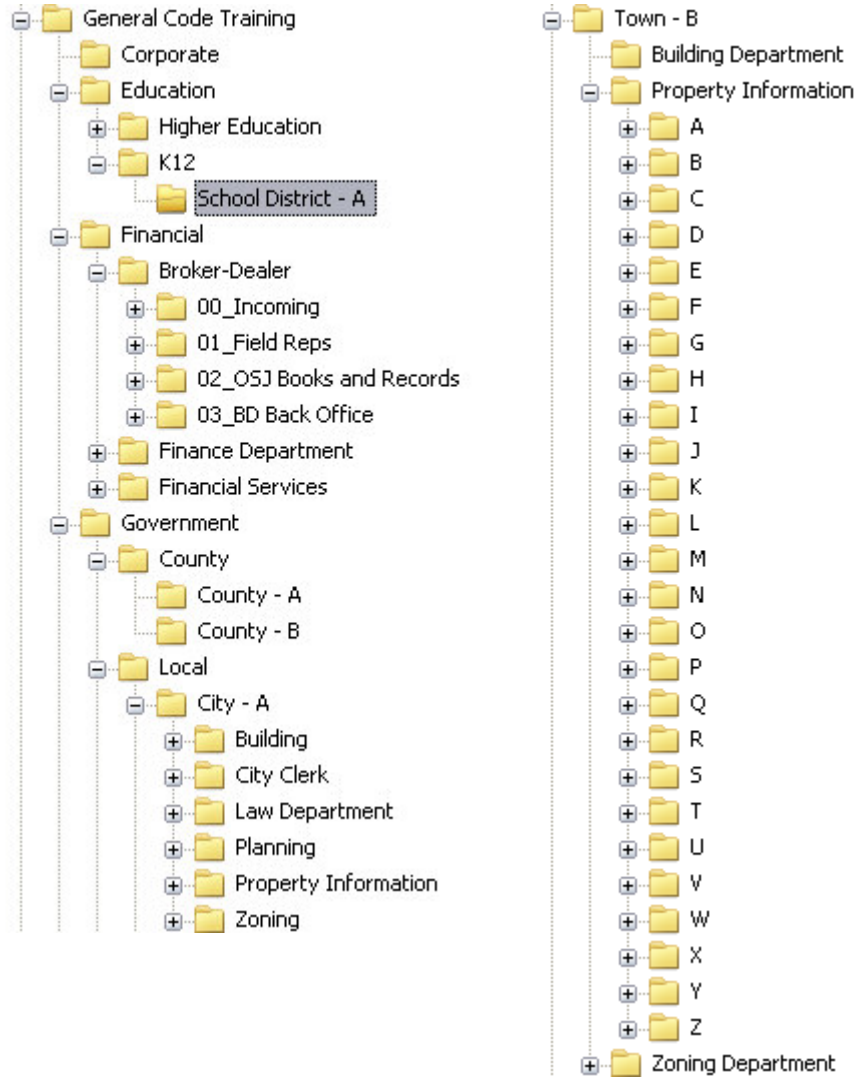 General Code Training
Corporate
Education
Higher Education
K12
School District - A
Financial
Broker-Dealer
00_Incoming
01_Field Reps
02_OSJ Books and Records
03_BD Back Office
Finance Department
Financial Services
Government
County
County - A
County - B
Local
City - A
Building
City Clerk
Law Department
Planning
Property Information
Zoning
Town - B
Building Department
Property Information
A
B
C
D
E
F
G
H
I
J
K
L
M
N
O
P
Q
R
S
T
U
V
W
X
Y
Z
Zoning Department